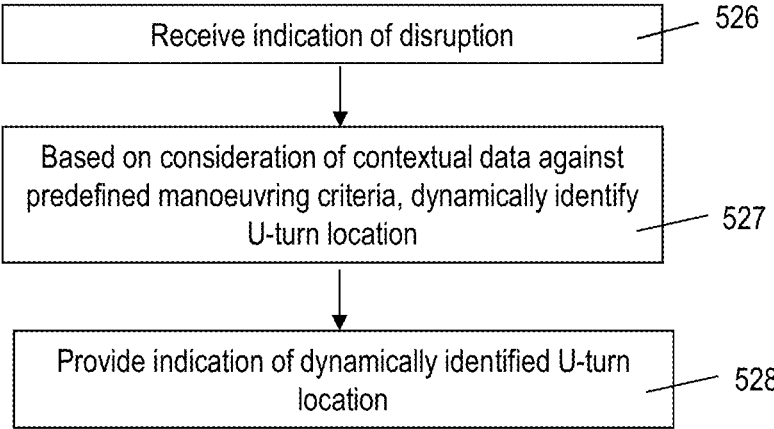 Receive indication of disruption
526
Based on consideration of contextual data against
predefined manoeuvring criteria, dynamically identify
U-turn location
527
Provide indication of dynamically identified U-turn
location
528